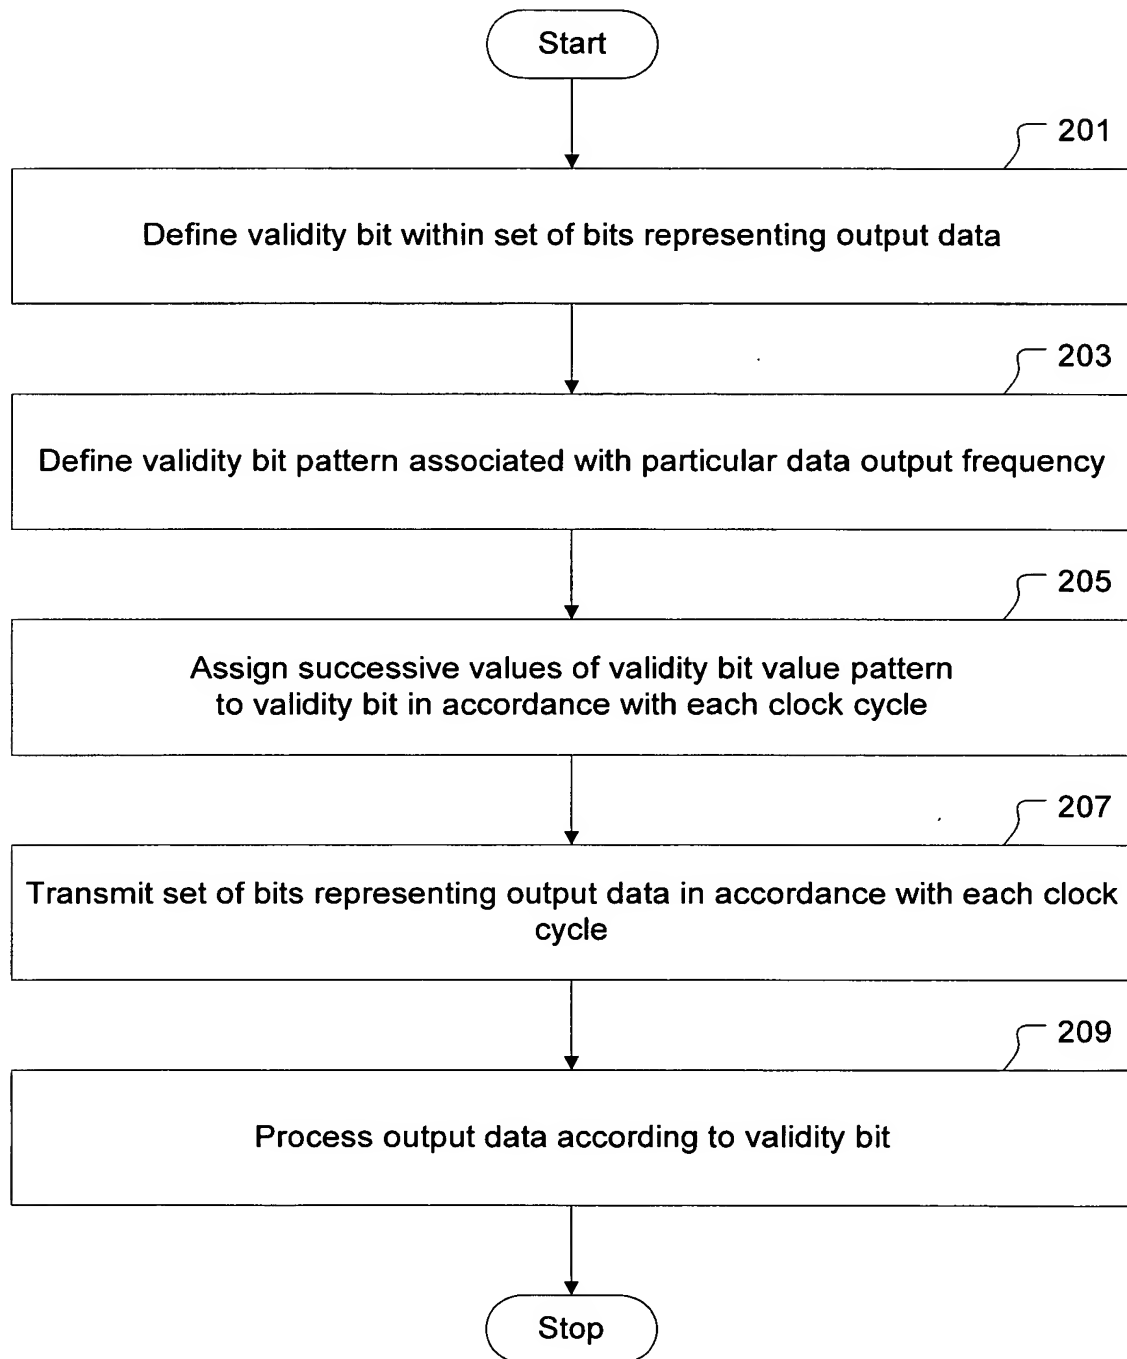 Start
201
Define validity bit within set of bits representing output data
203
Define validity bit pattern associated with particular data output frequency
205
Assign successive values of validity bit value pattern
to validity bit in accordance with each clock cycle
207
Transmit set of bits representing output data in accordance with each clock
cycle
209
Process output data according to validity bit
Stop